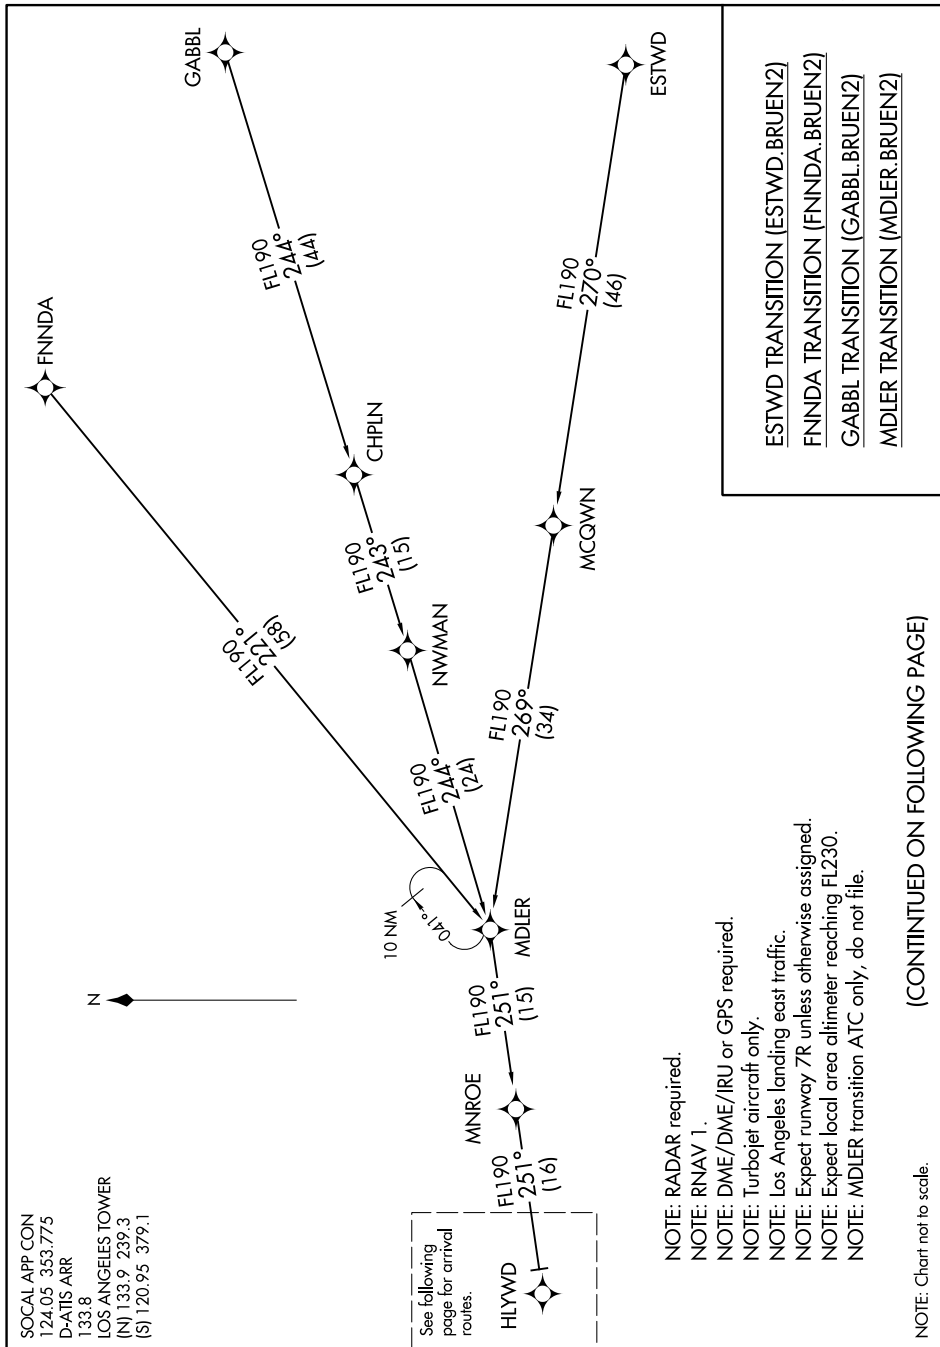 SOCAL APP CON
124.05 353.775
D-ATIS ARR
133.8
LOS ANGELES TOWER
(N) 133.9 239.3
(S) 120.95 379.1
N
FNNDA
GABBL
FL190
244°
(44)
FL190
221°
(58)
CHPLN
FL190
243°
(15)
NWMAN
FL190
244°
(24)
10 NM
041°
ESTWD
FL190
270°
(46)
MCQWN
FL190
269°
(34)
MDLER
FL190
251°
(15)
MNROE
FL190
251°
(16)
See following
page for arrival
routes.
HLYWD
NOTE: RADAR required.
NOTE: RNAV 1.
NOTE: DME/DME/IRU or GPS required.
NOTE: Turbojet aircraft only.
NOTE: Los Angeles landing east traffic.
NOTE: Expect runway 7R unless otherwise assigned.
NOTE: Expect local area altimeter reaching FL230.
NOTE: MDLER transition ATC only, do not file.
ESTWD TRANSITION (ESTWD.BRUEN2)
FNNDA TRANSITION (FNNDA.BRUEN2)
GABBL TRANSITION (GABBL.BRUEN2)
MDLER TRANSITION (MDLER.BRUEN2)
(CONTINTUED ON FOLLOWING PAGE)
NOTE: Chart not to scale.